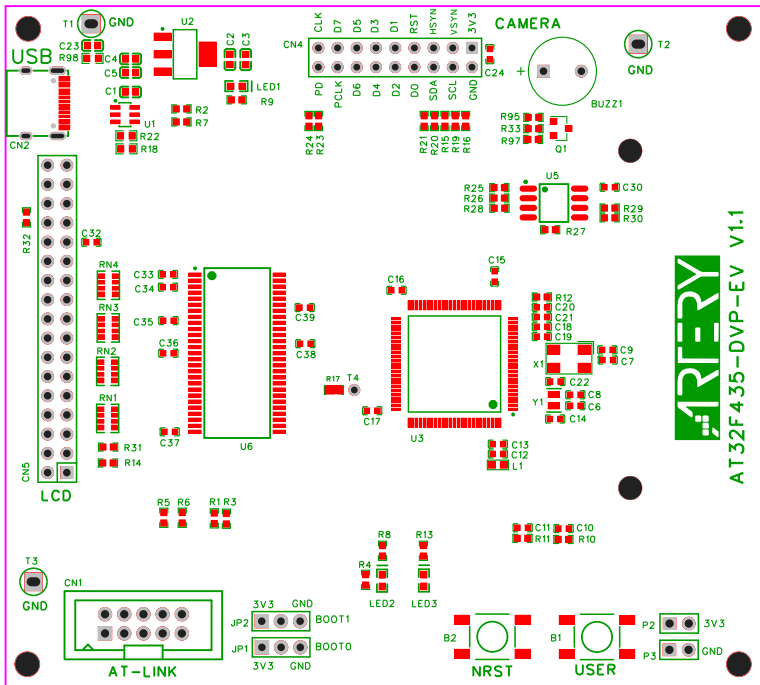 T1
GND
U2
C23
R98
USB
C4
C5
C1
U1
R22
R18
CN2
R2
R7
C2
C3
LED1
R9
CN4
CLK
D7
D5
D3
D1
RST
HSYN
VSYN
3V3
PD
PCLK
D6
D4
D2
D0
SDA
SCL
GND
C24
CAMERA
T2
GND
+
BUZZ1
R24
R23
R21
R20
R15
R19
R16
R95
R33
R97
Q1
U5
R25
R26
R28
C30
R29
R30
R27
R32
C32
RN4
RN3
RN2
RN1
C33
C34
C35
C36
C37
C39
C38
U6
C16
C15
R17
T4
C17
U3
R12
C20
C21
C18
C19
X1
C9
C7
C22
Y1
C8
C6
C14
C13
C12
L1
ARTERY
AT32F435-DVP-EV V1.1
R31
R14
CN5
LCD
R5
R6
R1
R3
R8
R13
R4
LED2
LED3
C11
R11
C10
R10
T3
GND
CN1
AT-LINK
3V3
GND
JP2
BOOT1
JP1
BOOT0
3V3
GND
B2
NRST
B1
USER
P2
3V3
P3
GND